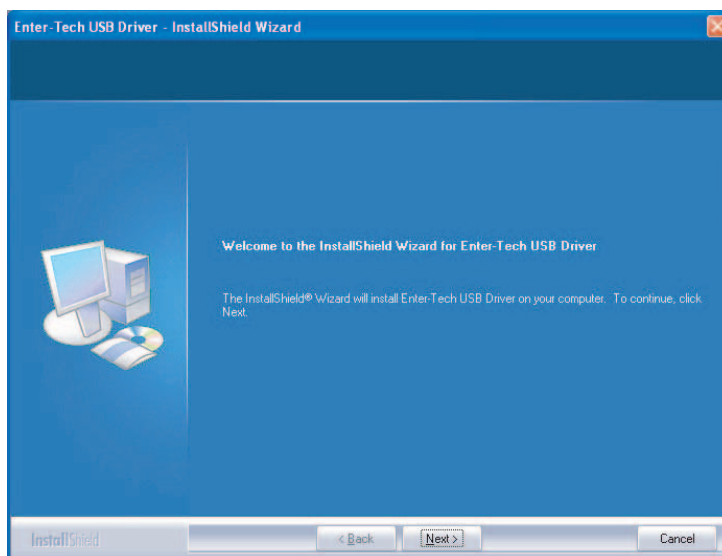 Enter-Tech USB Driver - InstallShield Wizard
Welcome to the InstallShield Wizard for Enter-Tech USB Driver
The InstallShield® Wizard will install Enter-Tech USB Driver on your computer. To continue, click
Next.
InstallShield
< Back
Next >
Cancel